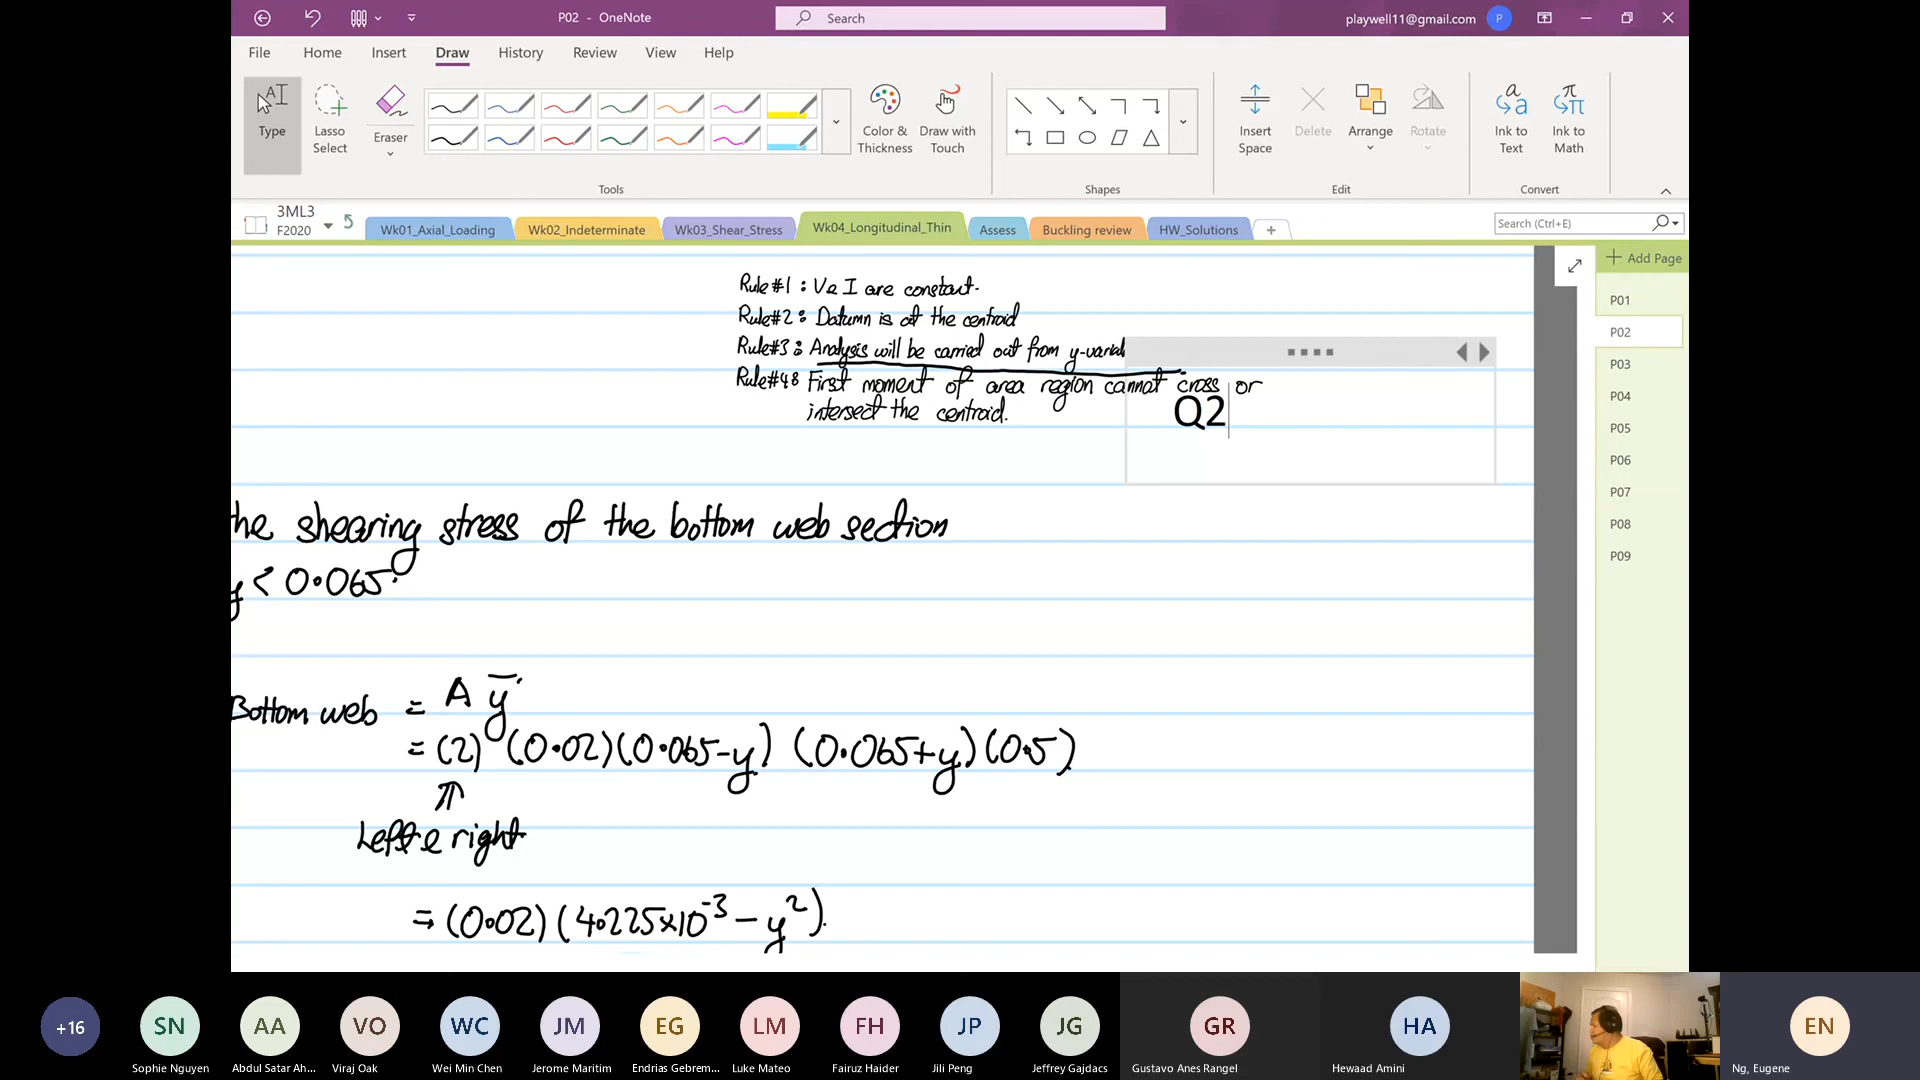 P02 - OneNote
Search
playwell11@gmail.com
P
File Home Insert Draw History Review View Help
Type
Lasso Select
Eraser
Color & Thickness
Draw with Touch
Insert Space
Delete
Arrange
Rotate
Ink to Text
Ink to Math
Tools Shapes Edit Convert
3ML3
F2020
Wk01_Axial_Loading Wk02_Indeterminate Wk03_Shear_Stress Wk04_Longitudinal_Thin Assess Buckling review HW_Solutions +
Search (Ctrl+E)
Add Page
P01
P02
P03
P04
P05
P06
P07
P08
P09
Rule#1 : V & I are constant.
Rule#2 : Datumn is at the centroid
Rule#3 : Analysis will be carried out from y-variab
Rule#4 : First moment of area region cannot cross or
intersect the centroid.
Q2
the shearing stress of the bottom web section
y < 0.065.
Bottom web = A ȳ
= (2) (0.02)(0.065-y) (0.065+y)(0.5)
⇑
Left & right
= (0.02) (4.225×10⁻³ - y²).
+16
SN
AA
VO
WC
JM
EG
LM
FH
JP
JG
GR
HA
EN
Sophie Nguyen
Abdul Satar Ah...
Viraj Oak
Wei Min Chen
Jerome Maritim
Endrias Gebrem...
Luke Mateo
Fairuz Haider
Jili Peng
Jeffrey Gajdacs
Gustavo Anes Rangel
Hewaad Amini
Ng, Eugene